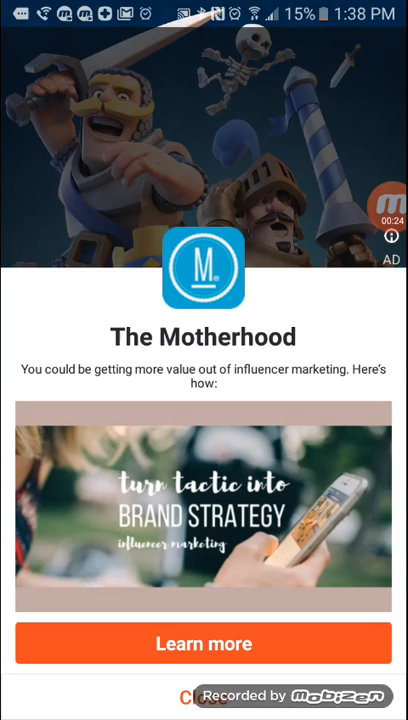 15% 1:38 PM
00:24
AD
M
The Motherhood
You could be getting more value out of influencer marketing. Here's
how:
turn tactic into
BRAND STRATEGY
influencer marketing
Learn more
Close
Recorded by mobizen